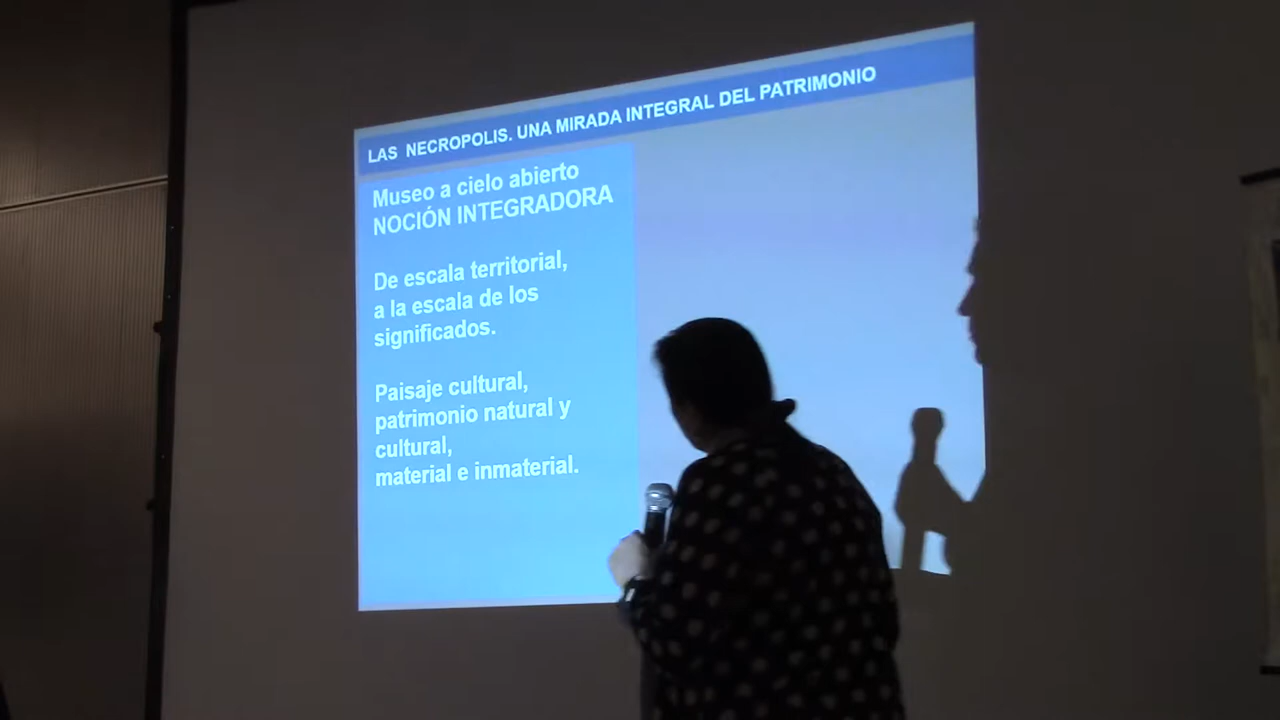 LAS NECROPOLIS. UNA MIRADA INTEGRAL DEL PATRIMONIO
Museo a cielo abierto
NOCIÓN INTEGRADORA
De escala territorial,
a la escala de los
significados.
Paisaje cultural,
patrimonio natural y
cultural,
material e inmaterial.